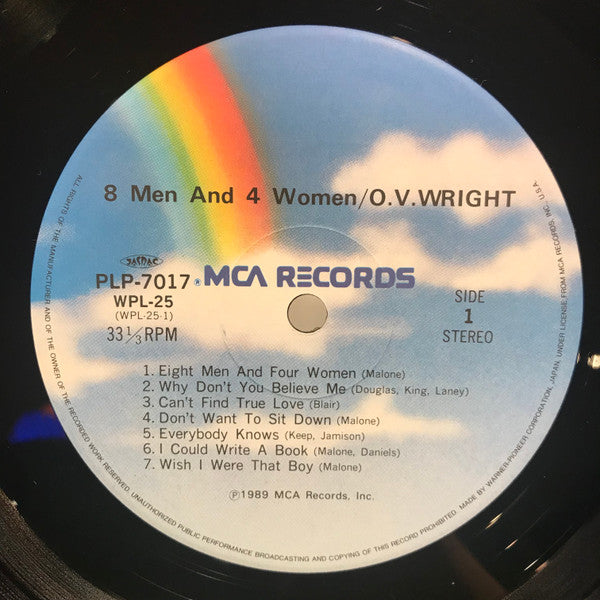 8 Men And 4 Women/O.V.WRIGHT
JASRAC
PLP-7017
WPL-25
(WPL-25-1)
33 1/3 RPM
® MCA RECORDS
SIDE
1
STEREO
1. Eight Men And Four Women (Malone)
2. Why Don't You Believe Me (Douglas, King, Laney)
3. Can't Find True Love (Blair)
4. Don't Want To Sit Down (Malone)
5. Everybody Knows (Keep, Jamison)
6. I Could Write A Book (Malone, Daniels)
7. Wish I Were That Boy (Malone)
Ⓟ1989 MCA Records, Inc.
ALL RIGHTS OF THE MANUFACTURER AND OF THE OWNER OF THE RECORDED WORK RESERVED. UNAUTHORIZED PUBLIC PERFORMANCE BROADCASTING AND COPYING OF THIS RECORD PROHIBITED. MADE BY WARNER-PIONEER CORPORATION, JAPAN, UNDER LICENSE FROM MCA RECORDS, INC., U.S.A.